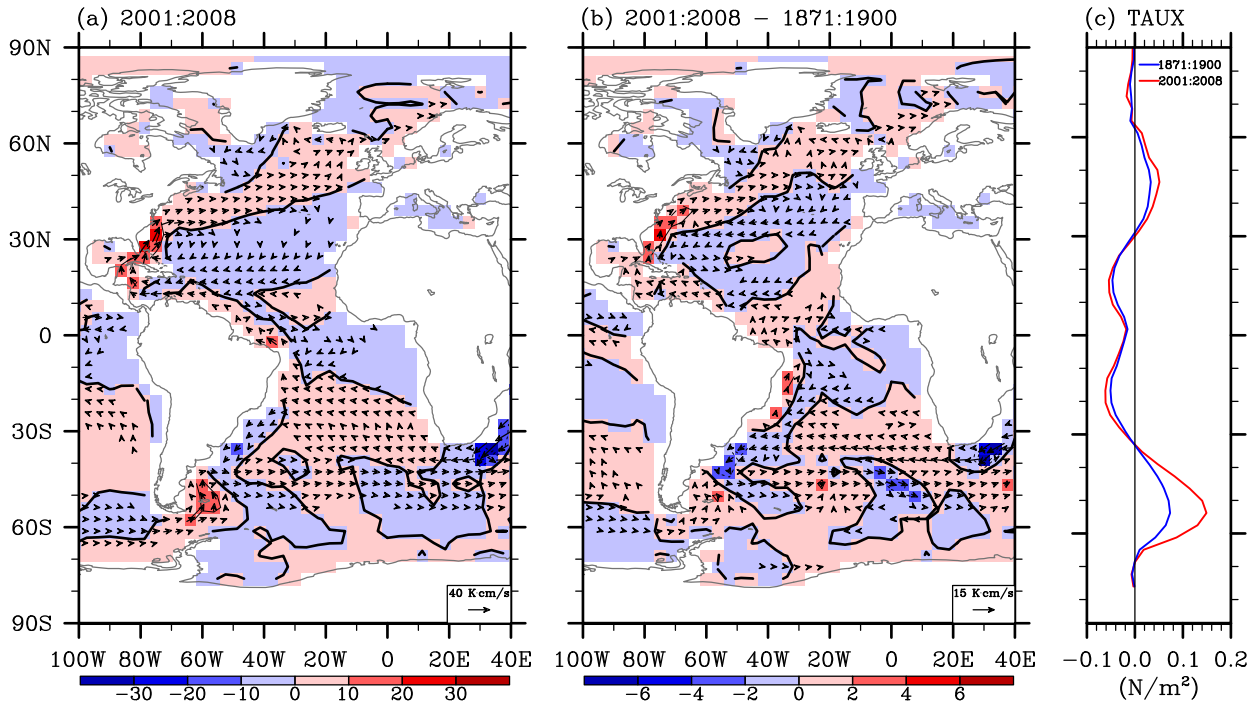 (a) 2001:2008
(b) 2001:2008 − 1871:1900
(c) TAUX
90N
60N
30N
0
30S
60S
90S
40 K cm/s
15 K cm/s
1871:1900
2001:2008
100W 80W 60W 40W 20W 0 20E 40E
100W 80W 60W 40W 20W 0 20E 40E
−0.1 0.0 0.1 0.2
(N/m²)
−30 −20 −10 0 10 20 30
−6 −4 −2 0 2 4 6